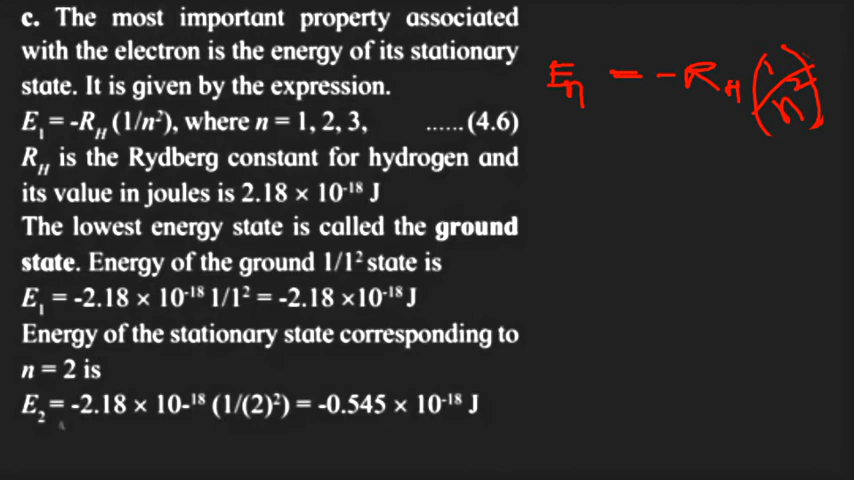 c. The most important property associated
with the electron is the energy of its stationary
state. It is given by the expression.
E₁ = -R_H (1/n²), where n = 1, 2, 3, ......(4.6)
R_H is the Rydberg constant for hydrogen and
its value in joules is 2.18 × 10⁻¹⁸ J
The lowest energy state is called the ground
state. Energy of the ground 1/1² state is
E₁ = -2.18 × 10⁻¹⁸ 1/1² = -2.18 ×10⁻¹⁸ J
Energy of the stationary state corresponding to
n = 2 is
E₂ = -2.18 × 10-¹⁸ (1/(2)²) = -0.545 × 10⁻¹⁸ J
Eₙ = -R_H (1/n²)